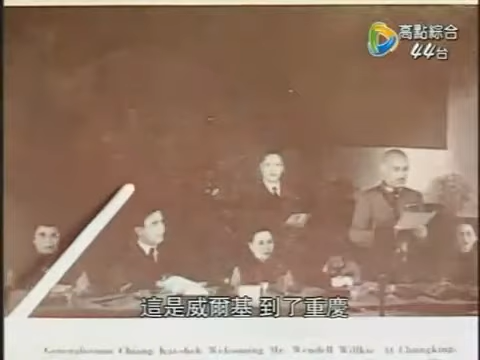 高點綜合
44台
這是威爾基 到了重慶
Generalissimo Chiang Kai-shek Welcoming Mr. Wendell Willkie At Chungking